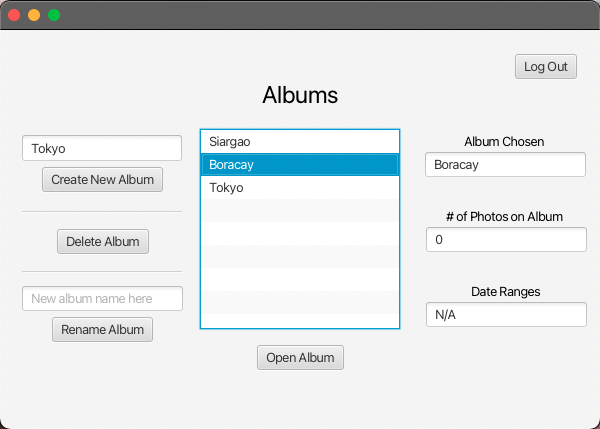 Log Out
Albums
Tokyo
Create New Album
Delete Album
New album name here
Rename Album
Siargao
Boracay
Tokyo
Open Album
Album Chosen
Boracay
# of Photos on Album
0
Date Ranges
N/A